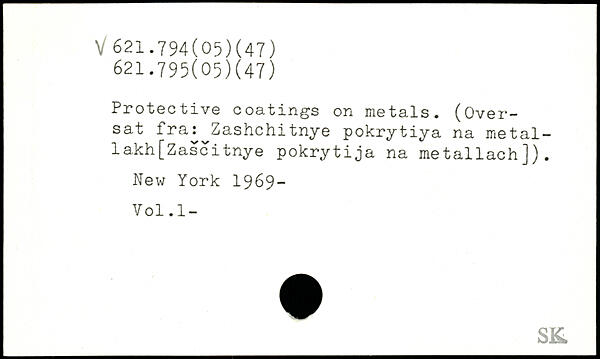 V 621.794(05)(47)
621.795(05)(47)
Protective coatings on metals. (Over-
sat fra: Zashchitnye pokrytiya na metal-
lakh[Zaščitnye pokrytija na metallach]).
New York 1969-
Vol.1-
SK